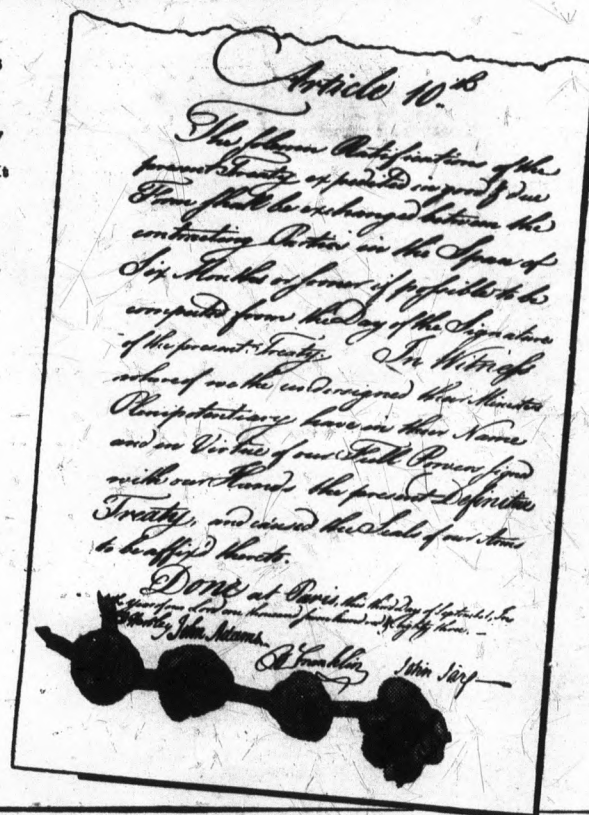 Article 10.th
The solemn Ratifications of the
present Treaty expedited in good & due
Form shall be exchanged between the
contracting Parties in the Space of
Six Months or sooner if possible to be
computed from the Day of the Signature
of the present Treaty. In Witness
whereof we the undersigned their Ministers
Plenipotentiary have in their Name
and in Virtue of our Full Powers signed
with our Hands the present Definitive
Treaty, and caused the Seals of our Arms
to be affix'd thereto.
Done at Paris, this third Day of September, In
the Year of our Lord one thousand seven hundred & eighty three.—
D Hartley John Adams
B Franklin John Jay—